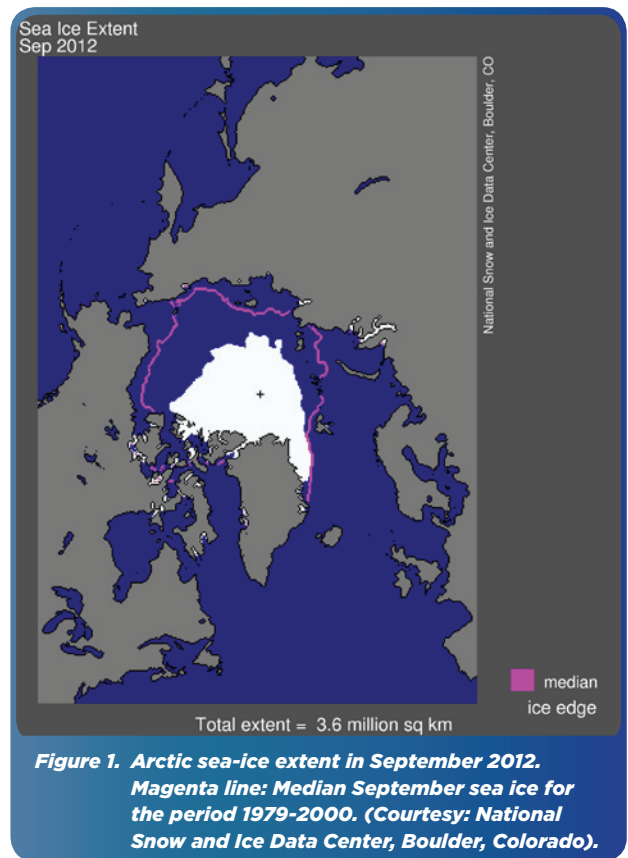 Sea Ice Extent
Sep 2012
National Snow and Ice Data Center, Boulder, CO
median
ice edge
Total extent = 3.6 million sq km
Figure 1. Arctic sea-ice extent in September 2012.
Magenta line: Median September sea ice for
the period 1979-2000. (Courtesy: National
Snow and Ice Data Center, Boulder, Colorado).